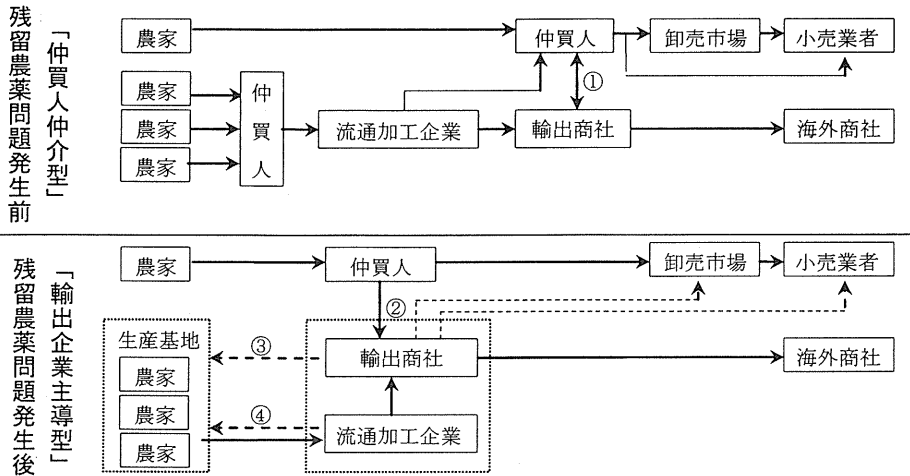 残留農薬問題発生前
「仲買人仲介型」
農家
仲買人
卸売市場
小売業者
農家
農家
農家
仲買人
①
流通加工企業
輸出商社
海外商社
残留農薬問題発生後
「輸出企業主導型」
農家
仲買人
卸売市場
小売業者
②
生産基地
農家
農家
農家
③
④
輸出商社
流通加工企業
海外商社